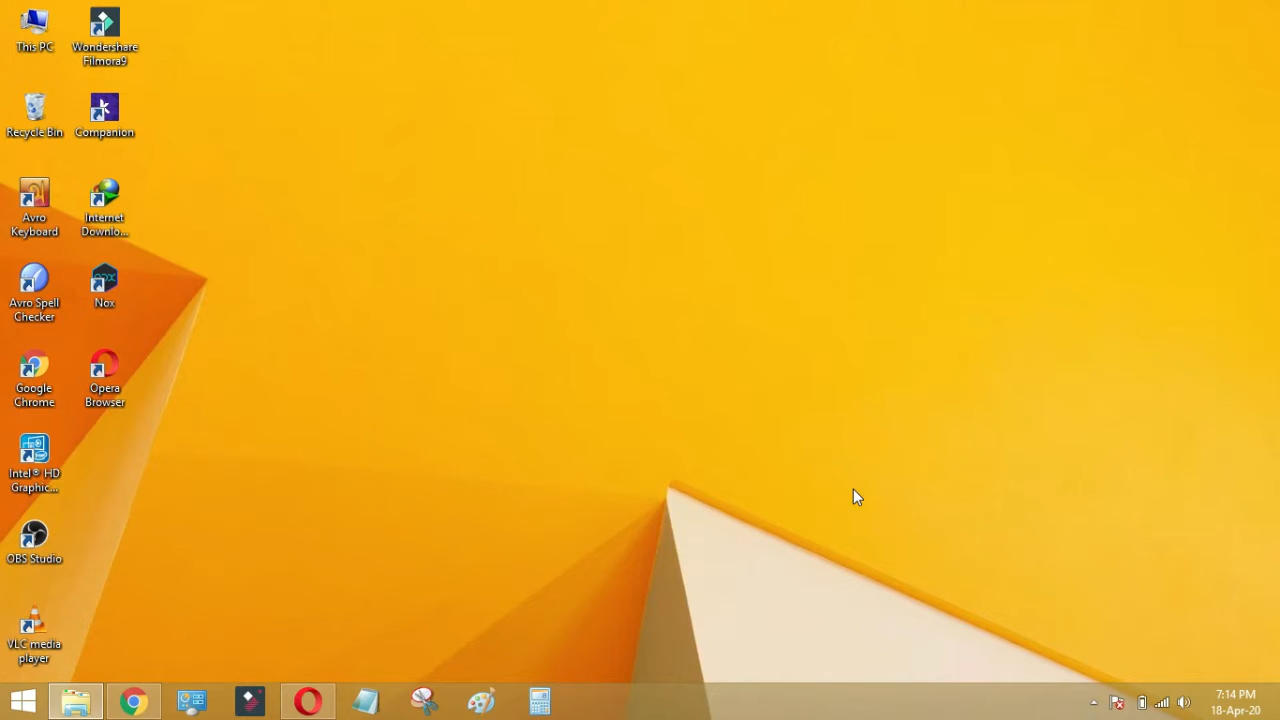 This PC
Wondershare
Filmora9
Recycle Bin
Companion
Avro
Keyboard
Internet
Downlo...
Avro Spell
Checker
Nox
Google
Chrome
Opera
Browser
Intel® HD
Graphic...
OBS Studio
VLC media
player
7:14 PM
18-Apr-20